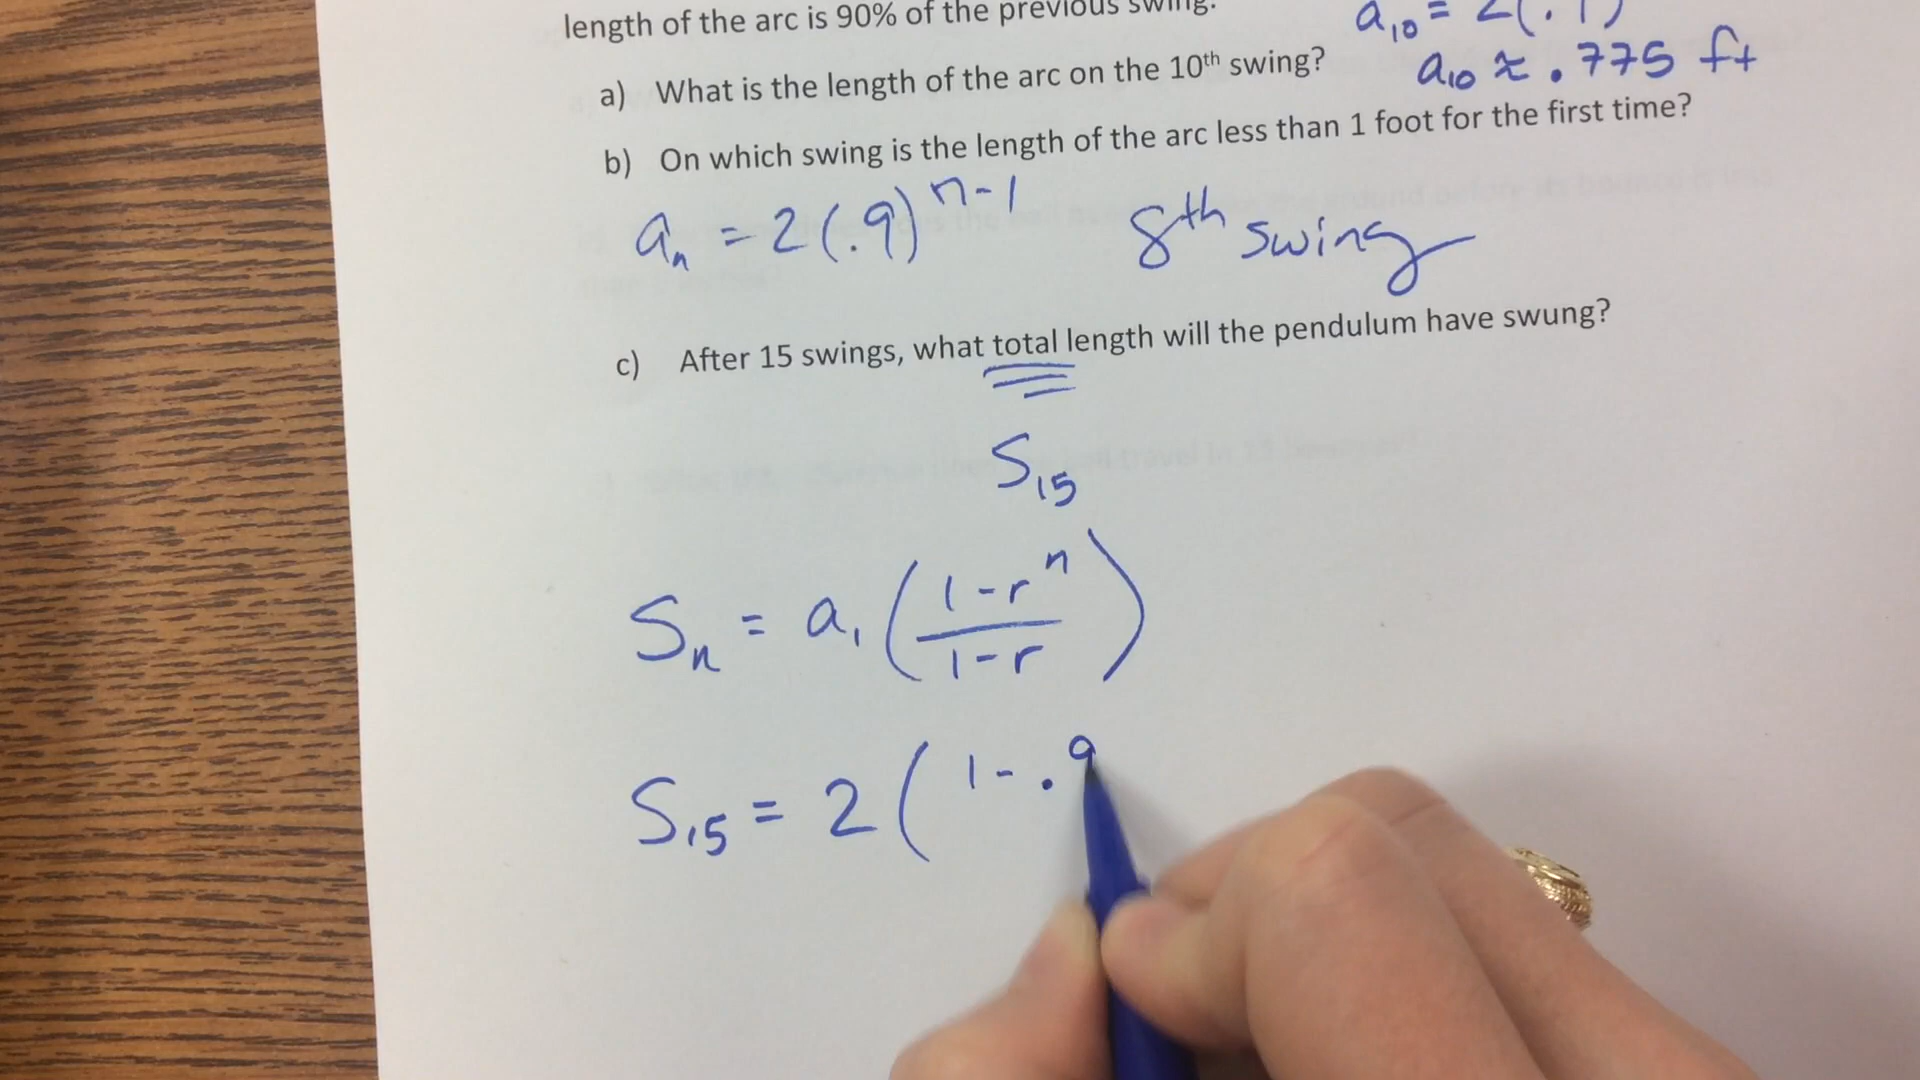 length of the arc is 90% of the previous swing.
a₁₀ = 2(.9)
a) What is the length of the arc on the 10th swing?
a₁₀ ≈ .775 ft
b) On which swing is the length of the arc less than 1 foot for the first time?
aₙ = 2(.9)ⁿ⁻¹ 8th swing
c) After 15 swings, what total length will the pendulum have swung?
S₁₅
Sₙ = a₁ ( (1-rⁿ)/(1-r) )
S₁₅ = 2 ( 1-.9